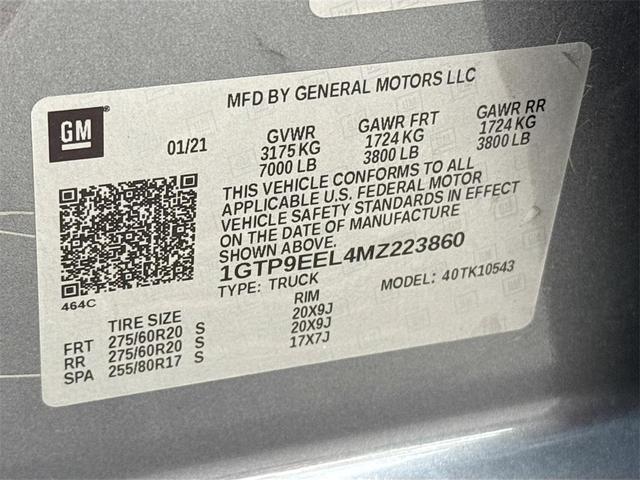 MFD BY GENERAL MOTORS LLC
GM
01/21
GVWR GAWR FRT GAWR RR
3175 KG 1724 KG 1724 KG
7000 LB 3800 LB 3800 LB
THIS VEHICLE CONFORMS TO ALL
APPLICABLE U.S. FEDERAL MOTOR
VEHICLE SAFETY STANDARDS IN EFFECT
ON THE DATE OF MANUFACTURE
SHOWN ABOVE.
1GTP9EEL4MZ223860
TYPE: TRUCK MODEL: 40TK10543
464C
TIRE SIZE RIM
FRT 275/60R20 S 20X9J
RR 275/60R20 S 20X9J
SPA 255/80R17 S 17X7J